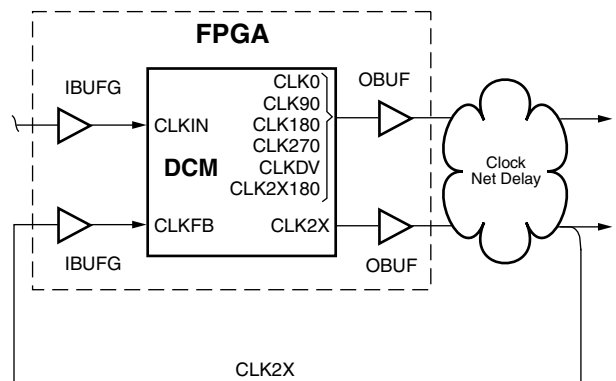 FPGA
IBUFG
CLKIN
DCM
CLKFB
IBUFG
CLK0
CLK90
CLK180
CLK270
CLKDV
CLK2X180
CLK2X
OBUF
OBUF
Clock
Net Delay
CLK2X